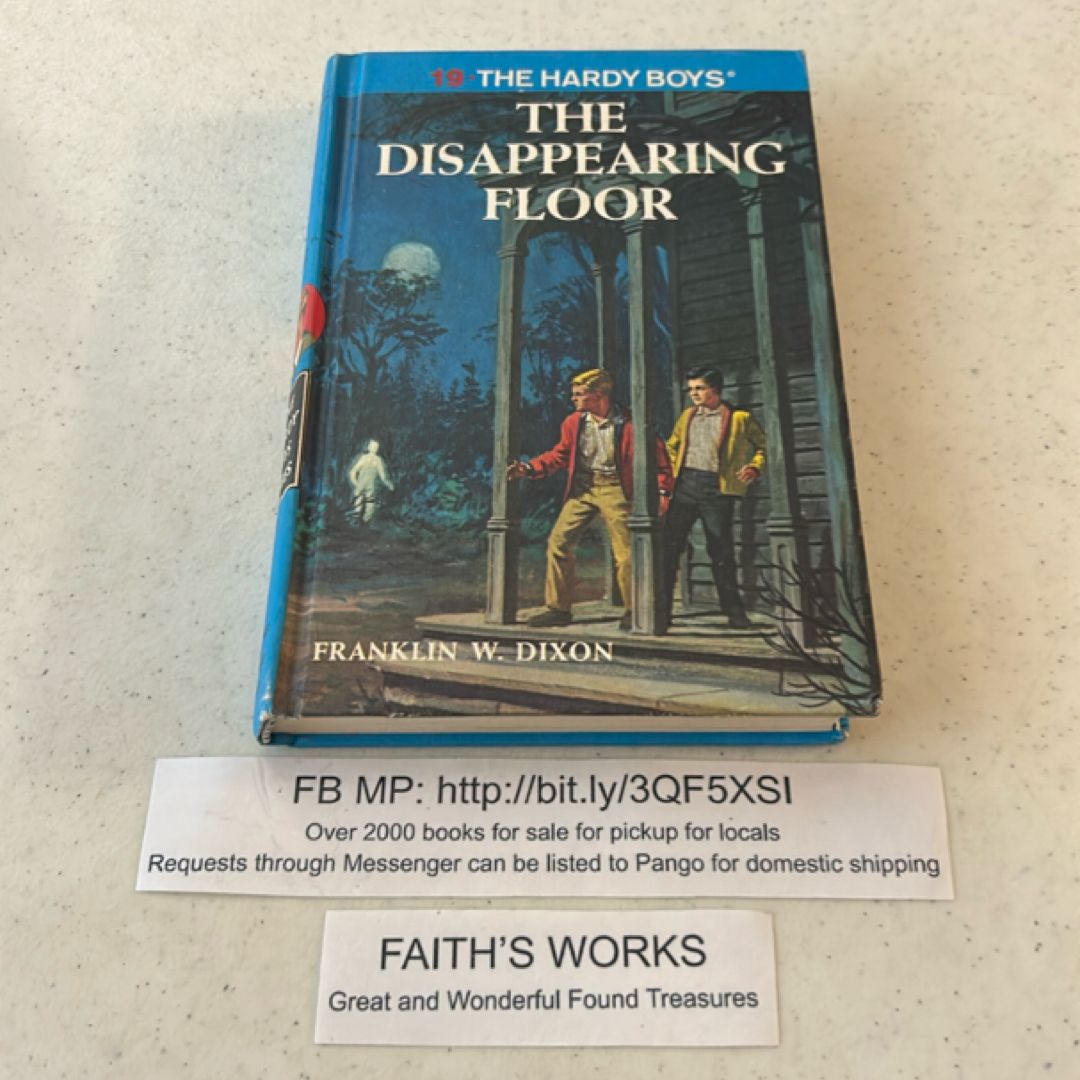 19·THE HARDY BOYS®
THE
DISAPPEARING
FLOOR
FRANKLIN W. DIXON
FB MP: http://bit.ly/3QF5XSI
Over 2000 books for sale for pickup for locals
Requests through Messenger can be listed to Pango for domestic shipping
FAITH'S WORKS
Great and Wonderful Found Treasures